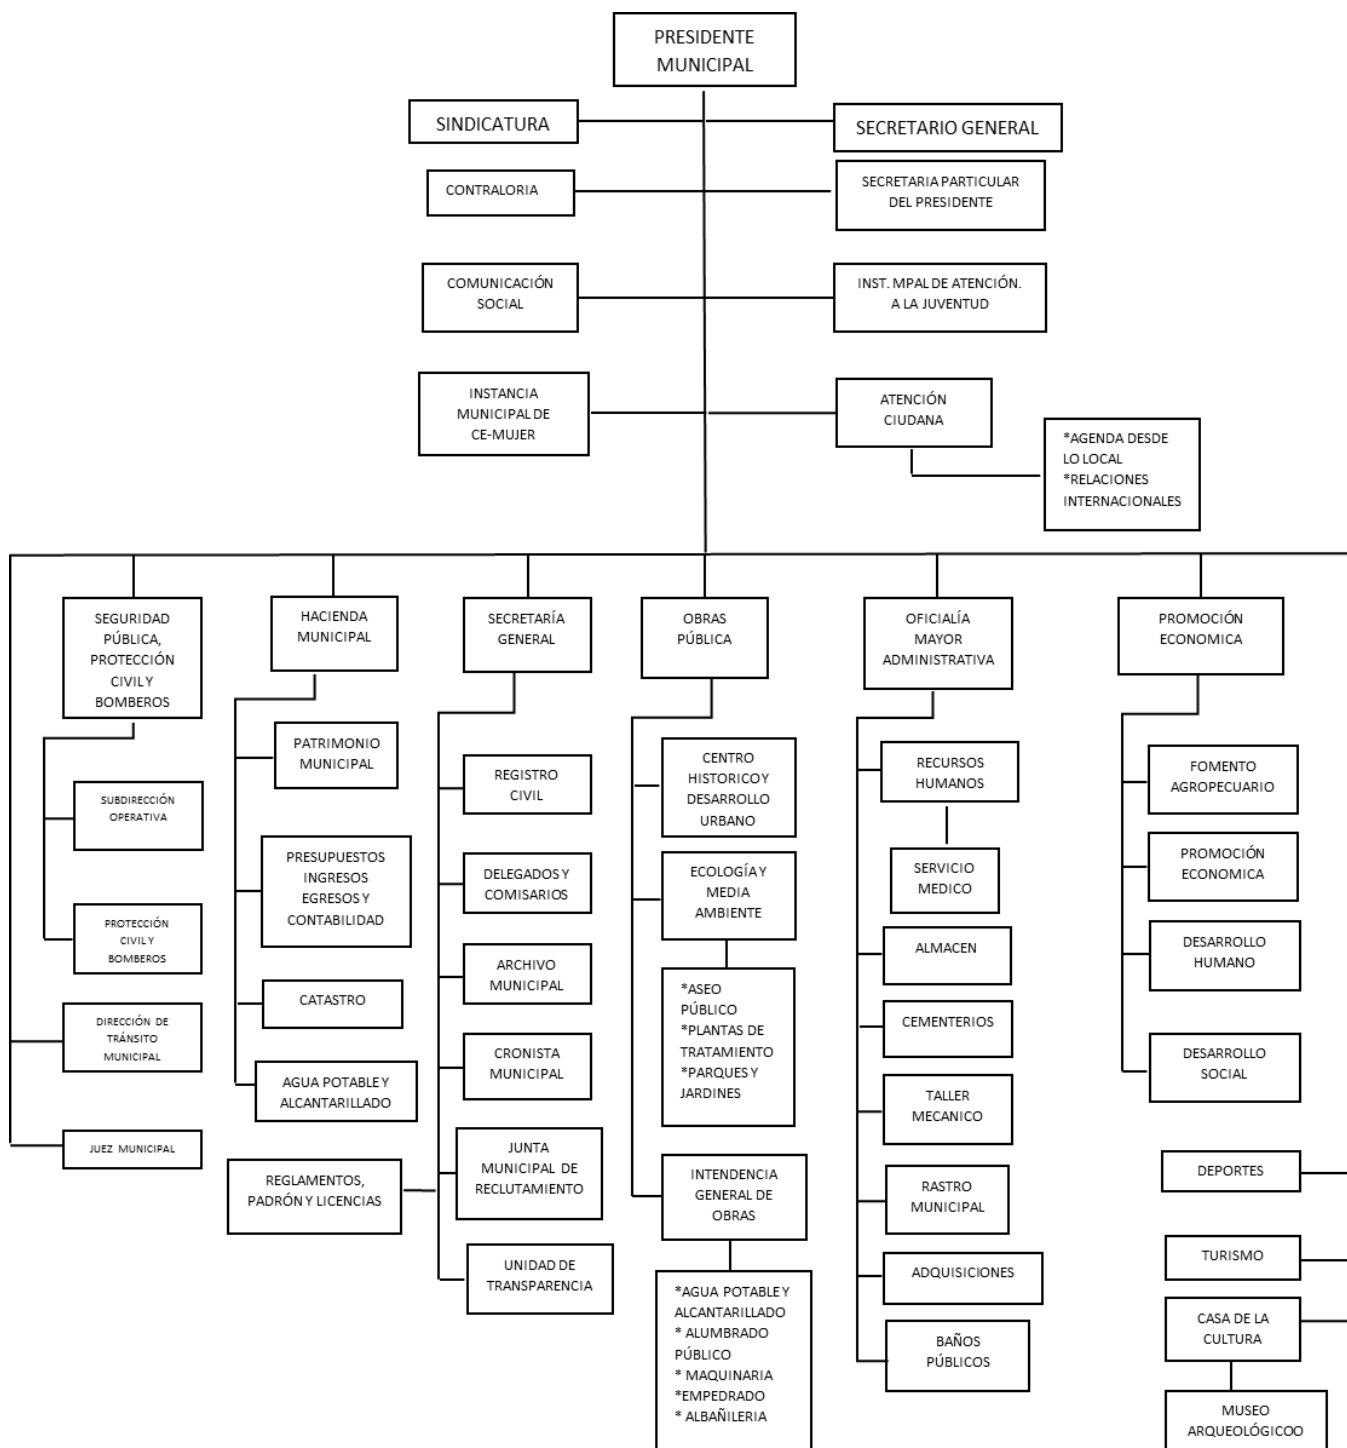 PRESIDENTE
MUNICIPAL
SINDICATURA
SECRETARIO GENERAL
CONTRALORIA
SECRETARIA PARTICULAR
DEL PRESIDENTE
COMUNICACIÓN
SOCIAL
INST. MPAL DE ATENCIÓN.
A LA JUVENTUD
INSTANCIA
MUNICIPAL DE
CE-MUJER
ATENCIÓN
CIUDANA
*AGENDA DESDE
LO LOCAL
*RELACIONES
INTERNACIONALES
SEGURIDAD
PÚBLICA,
PROTECCIÓN
CIVIL Y
BOMBEROS
SUBDIRECCIÓN
OPERATIVA
PROTECCIÓN
CIVIL Y
BOMBEROS
DIRECCIÓN DE
TRÁNSITO
MUNICIPAL
JUEZ MUNICIPAL
HACIENDA
MUNICIPAL
PATRIMONIO
MUNICIPAL
PRESUPUESTOS
INGRESOS
EGRESOS Y
CONTABILIDAD
CATASTRO
AGUA POTABLE Y
ALCANTARILLADO
REGLAMENTOS,
PADRÓN Y LICENCIAS
SECRETARÍA
GENERAL
REGISTRO
CIVIL
DELEGADOS Y
COMISARIOS
ARCHIVO
MUNICIPAL
CRONISTA
MUNICIPAL
JUNTA
MUNICIPAL DE
RECLUTAMIENTO
UNIDAD DE
TRANSPARENCIA
OBRAS
PÚBLICA
CENTRO
HISTORICO Y
DESARROLLO
URBANO
ECOLOGÍA Y
MEDIA
AMBIENTE
*ASEO
PÚBLICO
*PLANTAS DE
TRATAMIENTO
*PARQUES Y
JARDINES
INTENDENCIA
GENERAL DE
OBRAS
*AGUA POTABLE Y
ALCANTARILLADO
* ALUMBRADO
PÚBLICO
* MAQUINARIA
*EMPEDRADO
* ALBAÑILERIA
OFICIALÍA
MAYOR
ADMINISTRATIVA
RECURSOS
HUMANOS
SERVICIO
MEDICO
ALMACEN
CEMENTERIOS
TALLER
MECANICO
RASTRO
MUNICIPAL
ADQUISICIONES
BAÑOS
PÚBLICOS
PROMOCIÓN
ECONOMICA
FOMENTO
AGROPECUARIO
PROMOCIÓN
ECONOMICA
DESARROLLO
HUMANO
DESARROLLO
SOCIAL
DEPORTES
TURISMO
CASA DE LA
CULTURA
MUSEO
ARQUEOLÓGICOO